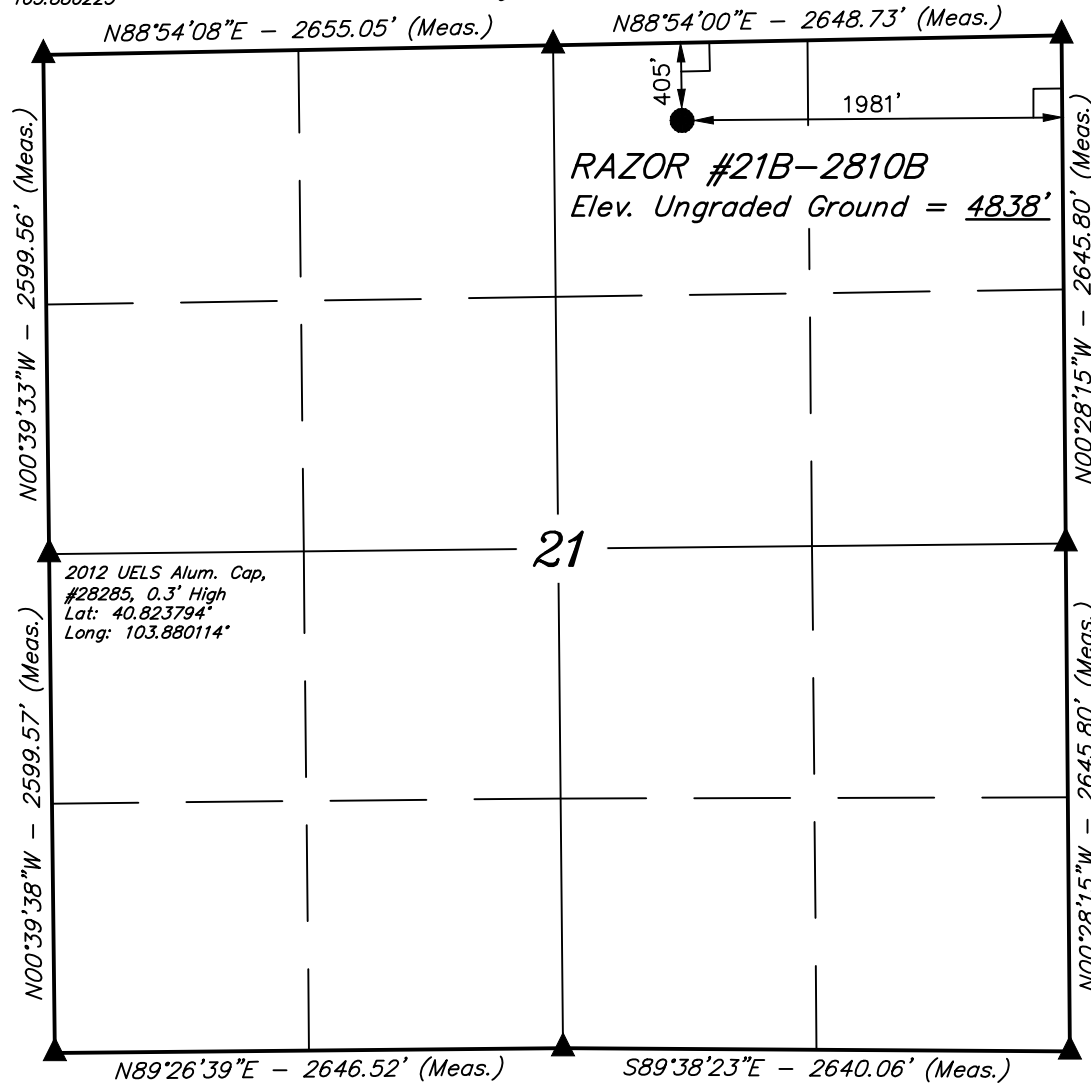 N88°54'08"E - 2655.05' (Meas.)
N88°54'00"E - 2648.73' (Meas.)
405'
1981'
RAZOR #21B-2810B
Elev. Ungraded Ground = 4838'
N00°39'33"W - 2599.56' (Meas.)
N00°28'15"W - 2645.80' (Meas.)
21
2012 UELS Alum. Cap,
#28285, 0.3' High
Lat: 40.823794°
Long: 103.880114°
N00°39'38"W - 2599.57' (Meas.)
N00°28'15"W - 2645.80' (Meas.)
N89°26'39"E - 2646.52' (Meas.)
S89°38'23"E - 2640.06' (Meas.)